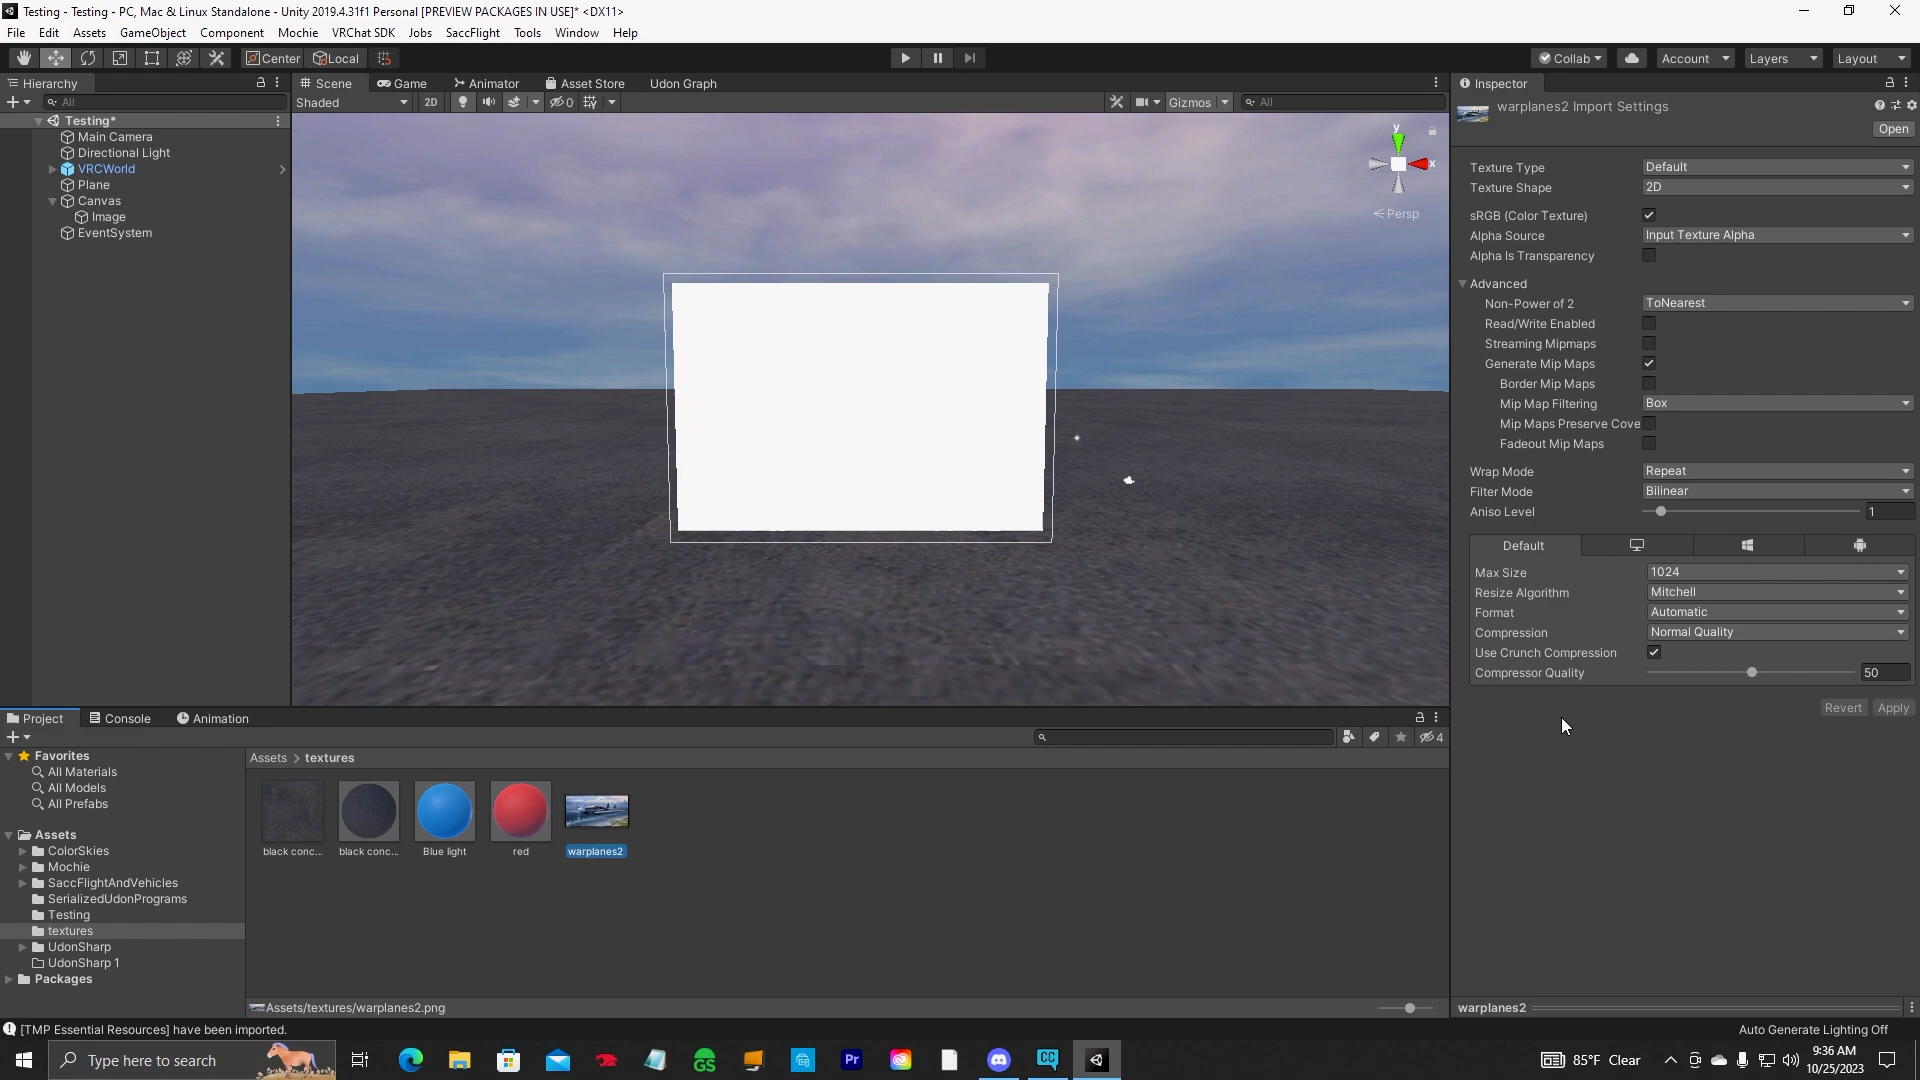 Testing - Testing - PC, Mac & Linux Standalone - Unity 2019.4.31f1 Personal [PREVIEW PACKAGES IN USE]* <DX11>
File Edit Assets GameObject Component Mochie VRChat SDK Jobs SaccFlight Tools Window Help
Center Local Collab Account Layers Layout
Hierarchy
All
Testing*
Main Camera
Directional Light
VRCWorld
Plane
Canvas
Image
EventSystem
Scene Game Animator Asset Store Udon Graph
Shaded 2D 0 Gizmos All
y
x
Persp
Inspector
warplanes2 Import Settings
Open
Texture Type Default
Texture Shape 2D
sRGB (Color Texture)
Alpha Source Input Texture Alpha
Alpha Is Transparency
Advanced
Non-Power of 2 ToNearest
Read/Write Enabled
Streaming Mipmaps
Generate Mip Maps
Border Mip Maps
Mip Map Filtering Box
Mip Maps Preserve Cove
Fadeout Mip Maps
Wrap Mode Repeat
Filter Mode Bilinear
Aniso Level 1
Default
Max Size 1024
Resize Algorithm Mitchell
Format Automatic
Compression Normal Quality
Use Crunch Compression
Compressor Quality 50
Revert Apply
Project Console Animation
4
Favorites
All Materials
All Models
All Prefabs
Assets
ColorSkies
Mochie
SaccFlightAndVehicles
SerializedUdonPrograms
Testing
textures
UdonSharp
UdonSharp 1
Packages
Assets > textures
black conc... black conc... Blue light red warplanes2
Assets/textures/warplanes2.png
warplanes2
[TMP Essential Resources] have been imported.
Auto Generate Lighting Off
Type here to search
GS Pr CC
85°F Clear
9:36 AM
10/25/2023